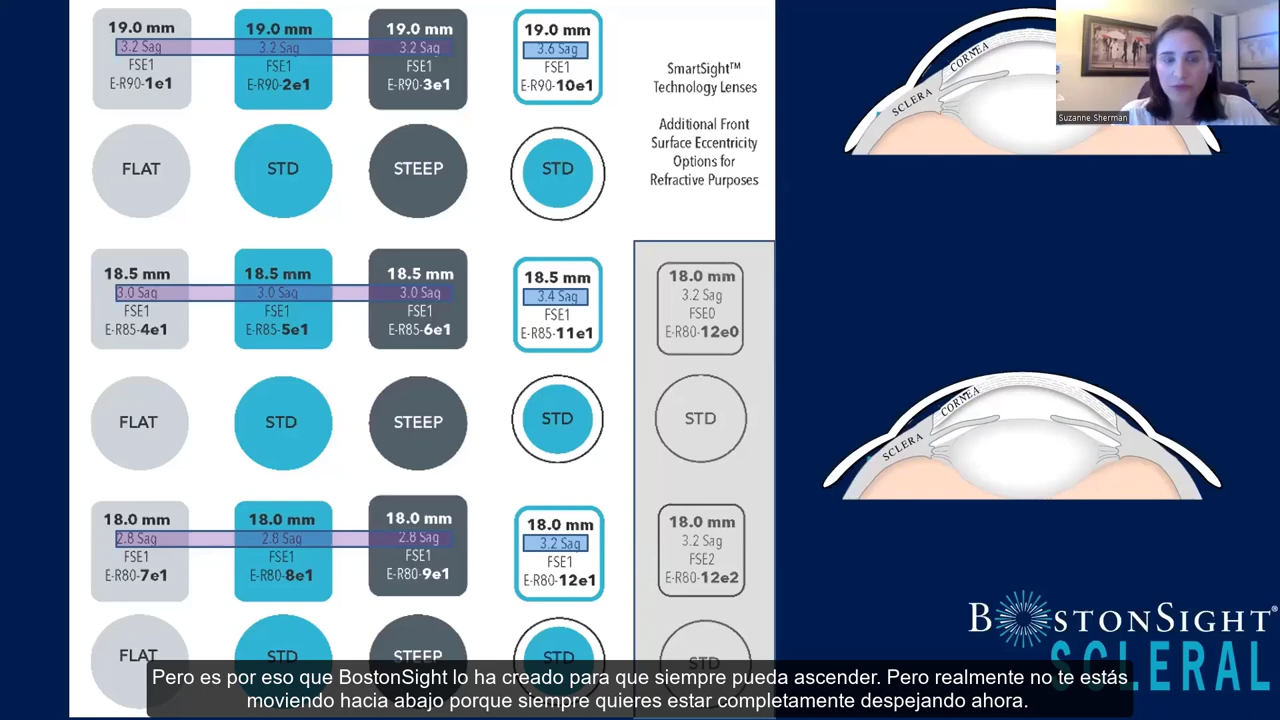 19.0 mm
3.2 Sag
FSE1
E-R90-1e1
19.0 mm
3.2 Sag
FSE1
E-R90-2e1
19.0 mm
3.2 Sag
FSE1
E-R90-3e1
19.0 mm
3.6 Sag
FSE1
E-R90-10e1
SmartSight™
Technology Lenses
Additional Front
Surface Eccentricity
Options for
Refractive Purposes
FLAT
STD
STEEP
STD
18.5 mm
3.0 Sag
FSE1
E-R85-4e1
18.5 mm
3.0 Sag
FSE1
E-R85-5e1
18.5 mm
3.0 Sag
FSE1
E-R85-6e1
18.5 mm
3.4 Sag
FSE1
E-R85-11e1
18.0 mm
3.2 Sag
FSE0
E-R80-12e0
FLAT
STD
STEEP
STD
STD
18.0 mm
2.8 Sag
FSE1
E-R80-7e1
18.0 mm
2.8 Sag
FSE1
E-R80-8e1
18.0 mm
2.8 Sag
FSE1
E-R80-9e1
18.0 mm
3.2 Sag
FSE1
E-R80-12e1
18.0 mm
3.2 Sag
FSE2
E-R80-12e2
FLAT
STD
STEEP
STD
STD
CORNEA
SCLERA
Suzanne Sherman
CORNEA
SCLERA
BOSTONSIGHT®
SCLERAL
Pero es por eso que BostonSight lo ha creado para que siempre pueda ascender. Pero realmente no te estás
moviendo hacia abajo porque siempre quieres estar completamente despejando ahora.